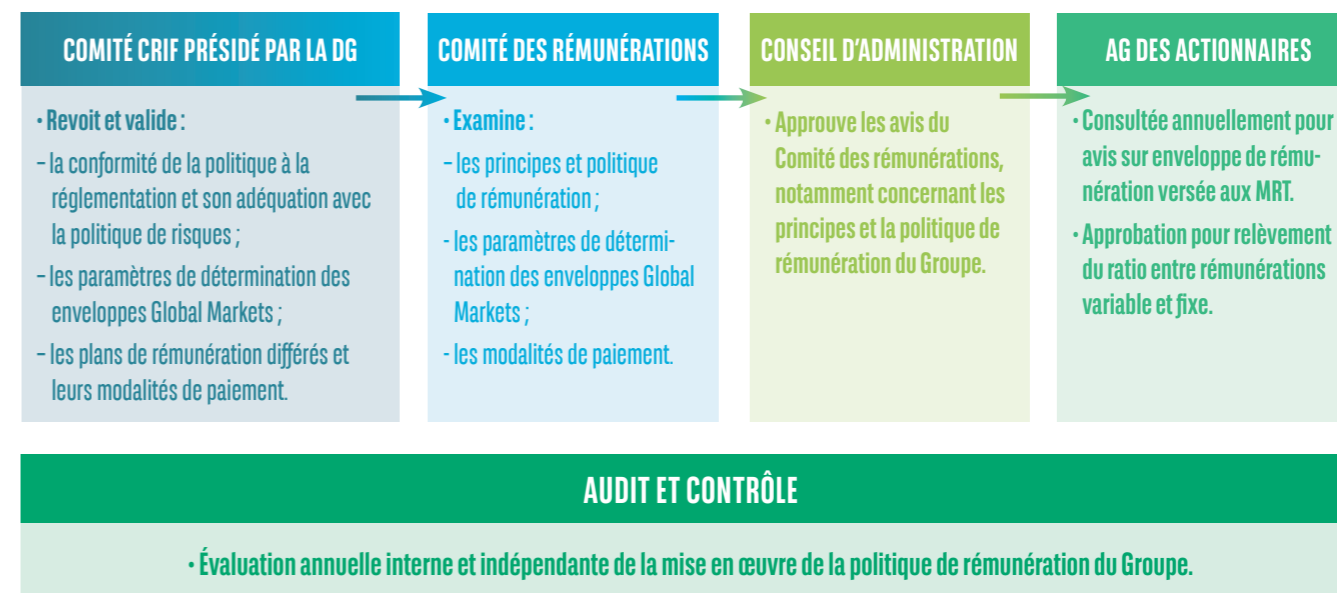 COMITÉ CRIF PRÉSIDÉ PAR LA DG
• Revoit et valide :
– la conformité de la politique à la
réglementation et son adéquation avec
la politique de risques ;
– les paramètres de détermination des
enveloppes Global Markets ;
– les plans de rémunération différés et
leurs modalités de paiement.
COMITÉ DES RÉMUNÉRATIONS
• Examine :
– les principes et politique
de rémunération ;
- les paramètres de détermi-
nation des enveloppes Global
Markets ;
- les modalités de paiement.
CONSEIL D'ADMINISTRATION
• Approuve les avis du
Comité des rémunérations,
notamment concernant les
principes et la politique de
rémunération du Groupe.
AG DES ACTIONNAIRES
• Consultée annuellement pour
avis sur enveloppe de rému-
nération versée aux MRT.
• Approbation pour relèvement
du ratio entre rémunérations
variable et fixe.
AUDIT ET CONTRÔLE
• Évaluation annuelle interne et indépendante de la mise en œuvre de la politique de rémunération du Groupe.